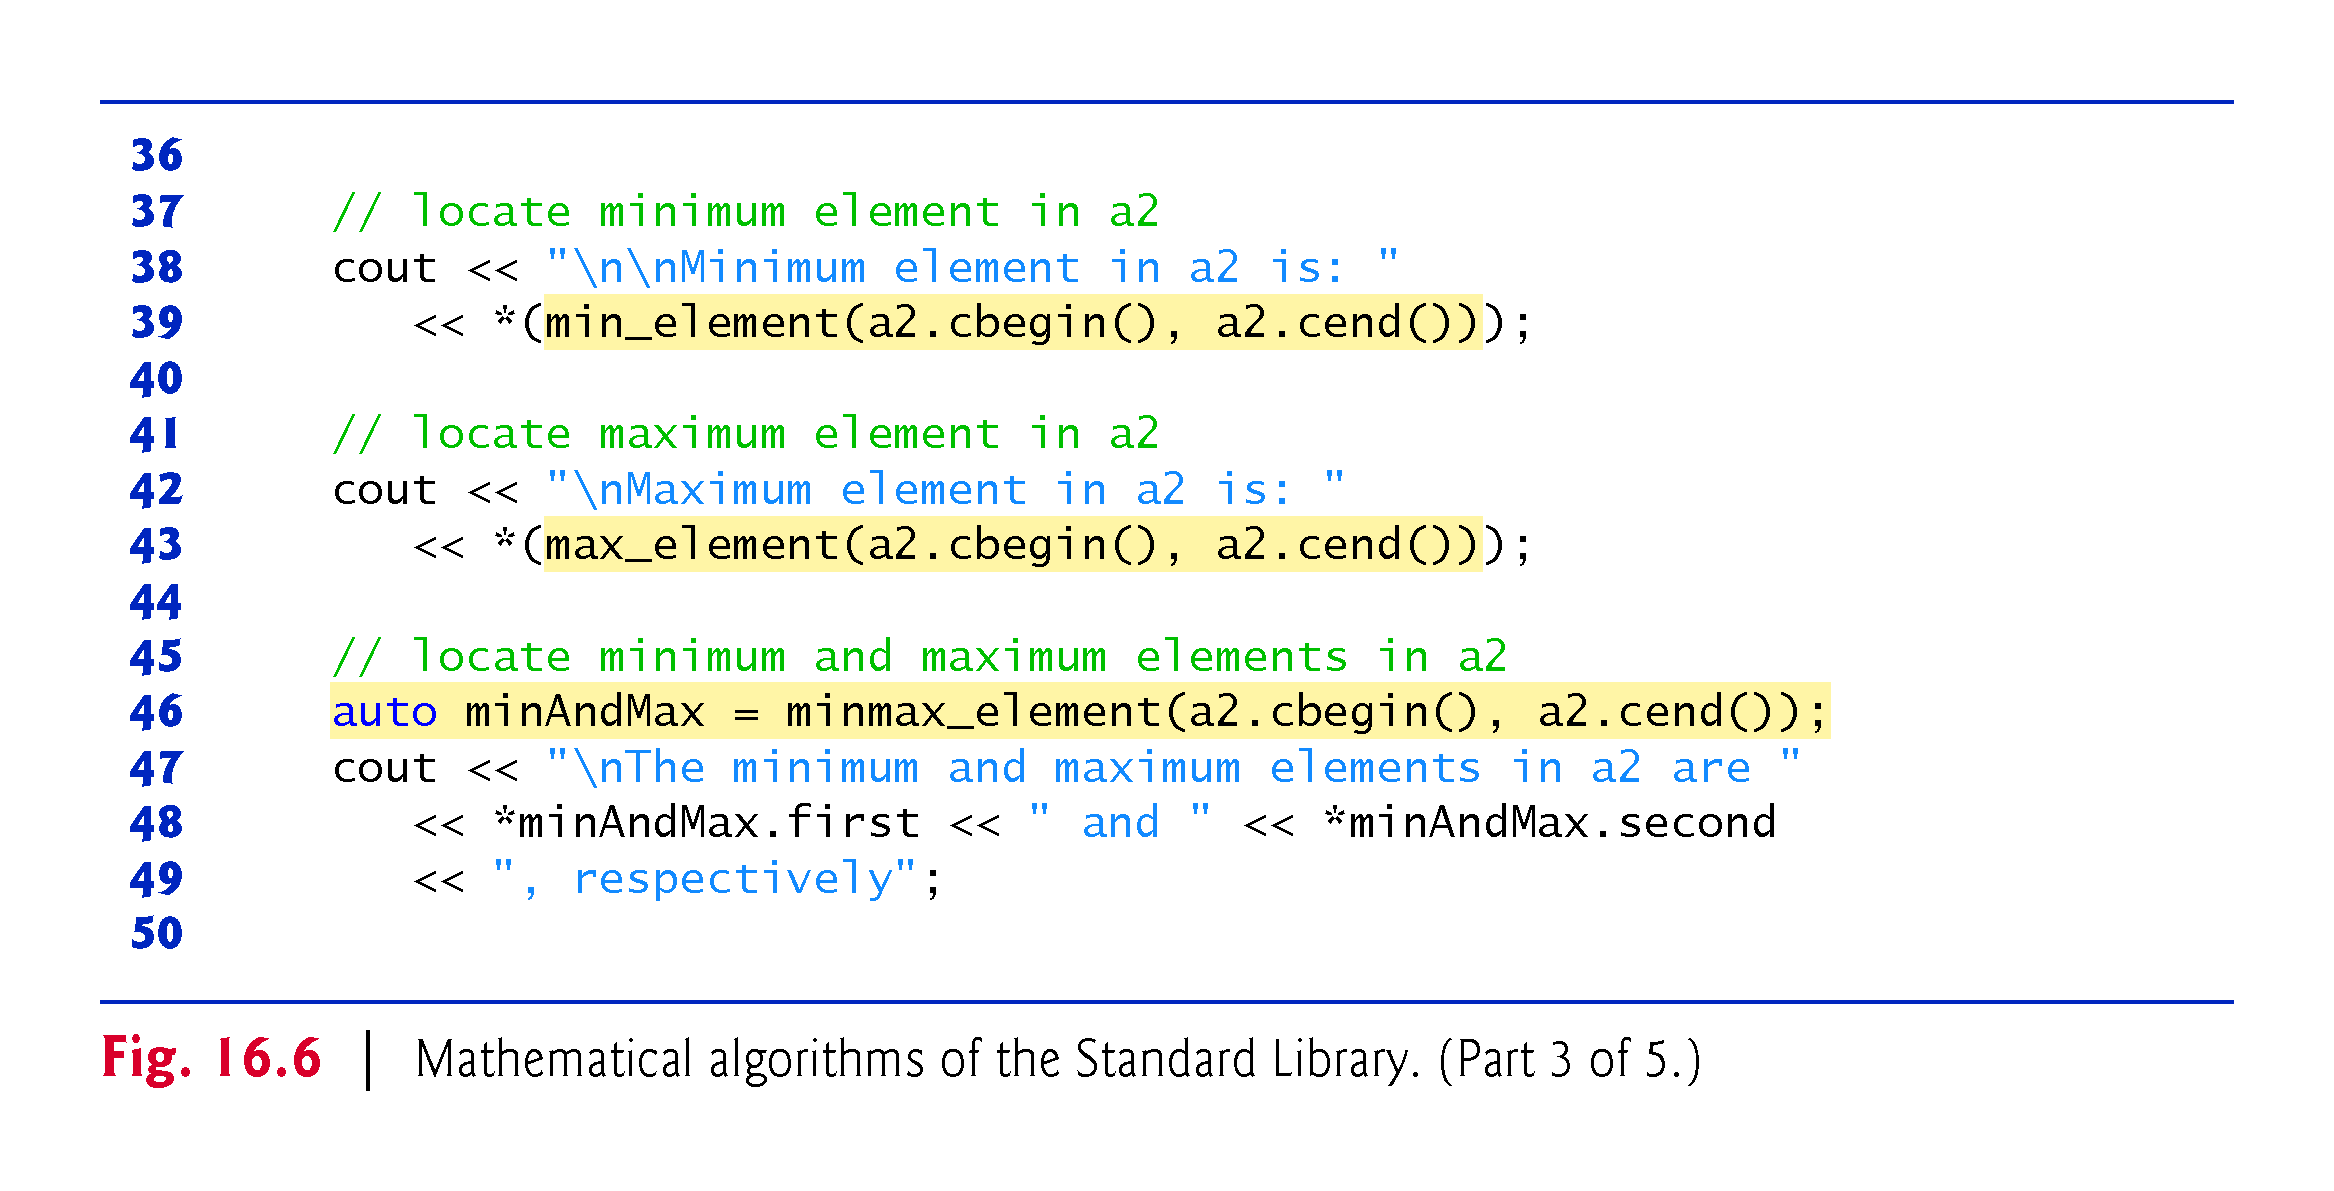 36
37 // locate minimum element in a2
38 cout << "\n\nMinimum element in a2 is: "
39 << *(min_element(a2.cbegin(), a2.cend()));
40
41 // locate maximum element in a2
42 cout << "\nMaximum element in a2 is: "
43 << *(max_element(a2.cbegin(), a2.cend()));
44
45 // locate minimum and maximum elements in a2
46 auto minAndMax = minmax_element(a2.cbegin(), a2.cend());
47 cout << "\nThe minimum and maximum elements in a2 are "
48 << *minAndMax.first << " and " << *minAndMax.second
49 << ", respectively";
50
Fig. 16.6 | Mathematical algorithms of the Standard Library. (Part 3 of 5.)